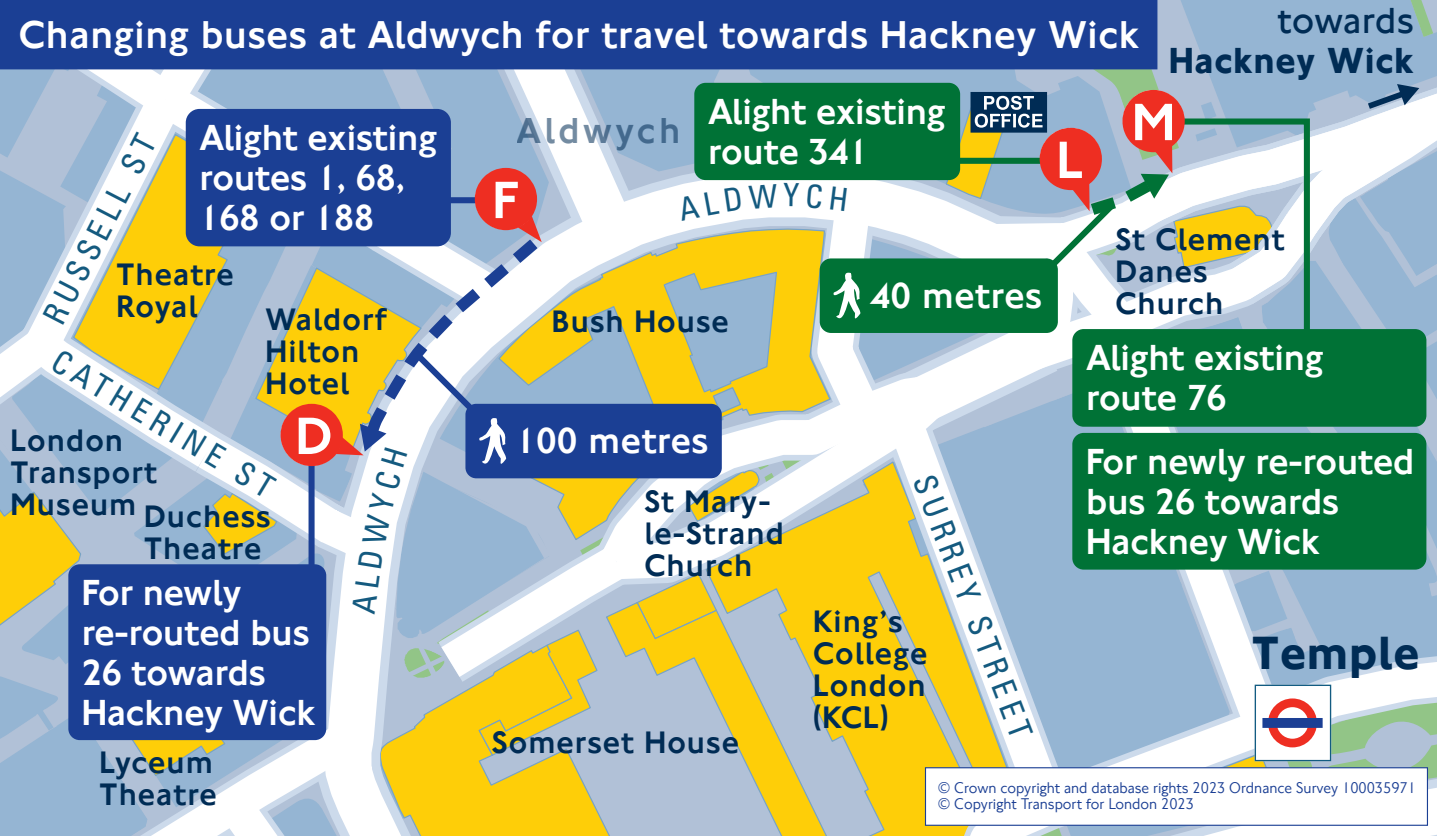 Changing buses at Aldwych for travel towards Hackney Wick
towards
Hackney Wick
Alight existing
routes 1, 68,
168 or 188
F
Aldwych
Alight existing
route 341
POST
OFFICE
L
M
RUSSELL ST
ALDWYCH
Theatre
Royal
Waldorf
Hilton
Hotel
Bush House
40 metres
St Clement
Danes
Church
CATHERINE ST
D
100 metres
Alight existing
route 76
For newly re-routed
bus 26 towards
Hackney Wick
London
Transport
Museum
Duchess
Theatre
ALDWYCH
St Mary-
le-Strand
Church
SURREY STREET
For newly
re-routed bus
26 towards
Hackney Wick
King's
College
London
(KCL)
Temple
Somerset House
Lyceum
Theatre
© Crown copyright and database rights 2023 Ordnance Survey 100035971
© Copyright Transport for London 2023